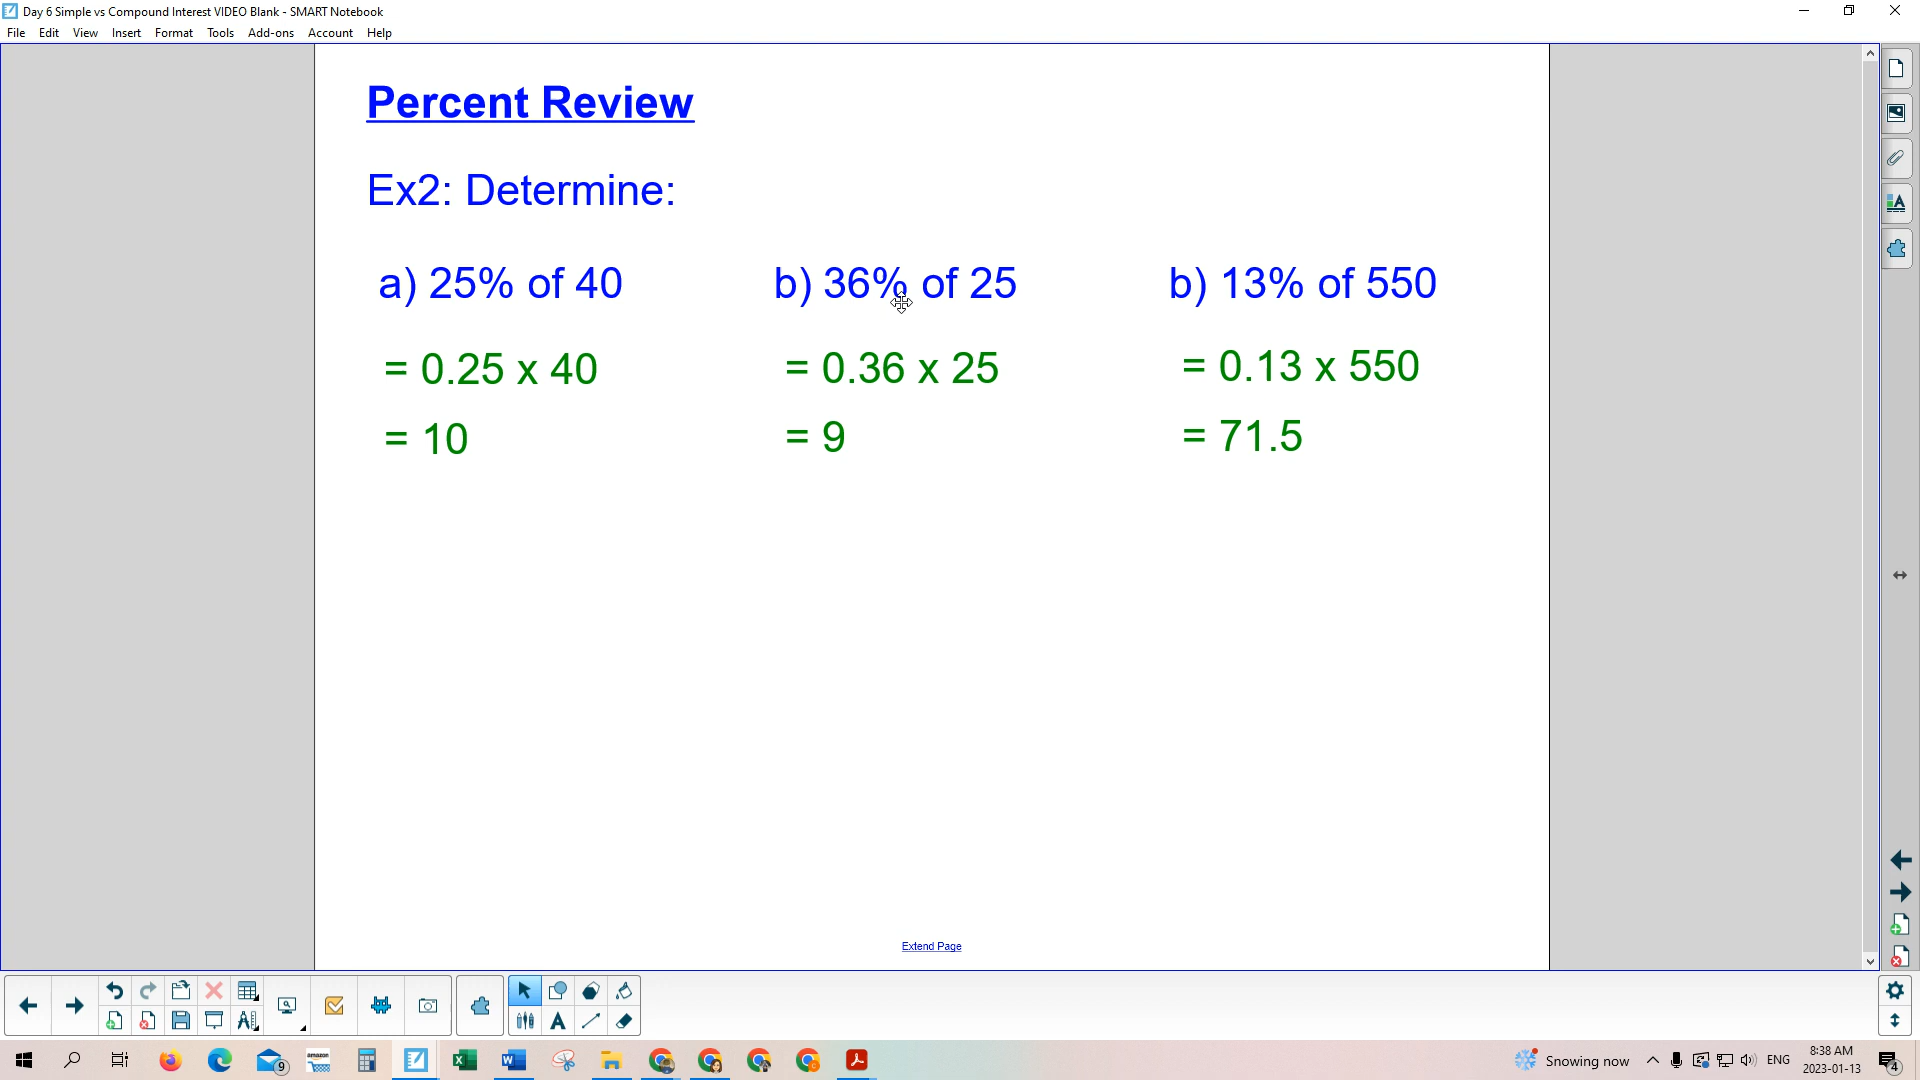 Day 6 Simple vs Compound Interest VIDEO Blank - SMART Notebook
File Edit View Insert Format Tools Add-ons Account Help
Percent Review
Ex2: Determine:
a) 25% of 40 b) 36% of 25 b) 13% of 550
= 0.25 x 40 = 0.36 x 25 = 0.13 x 550
= 10 = 9 = 71.5
Extend Page
Snowing now ENG 8:38 AM
2023-01-13